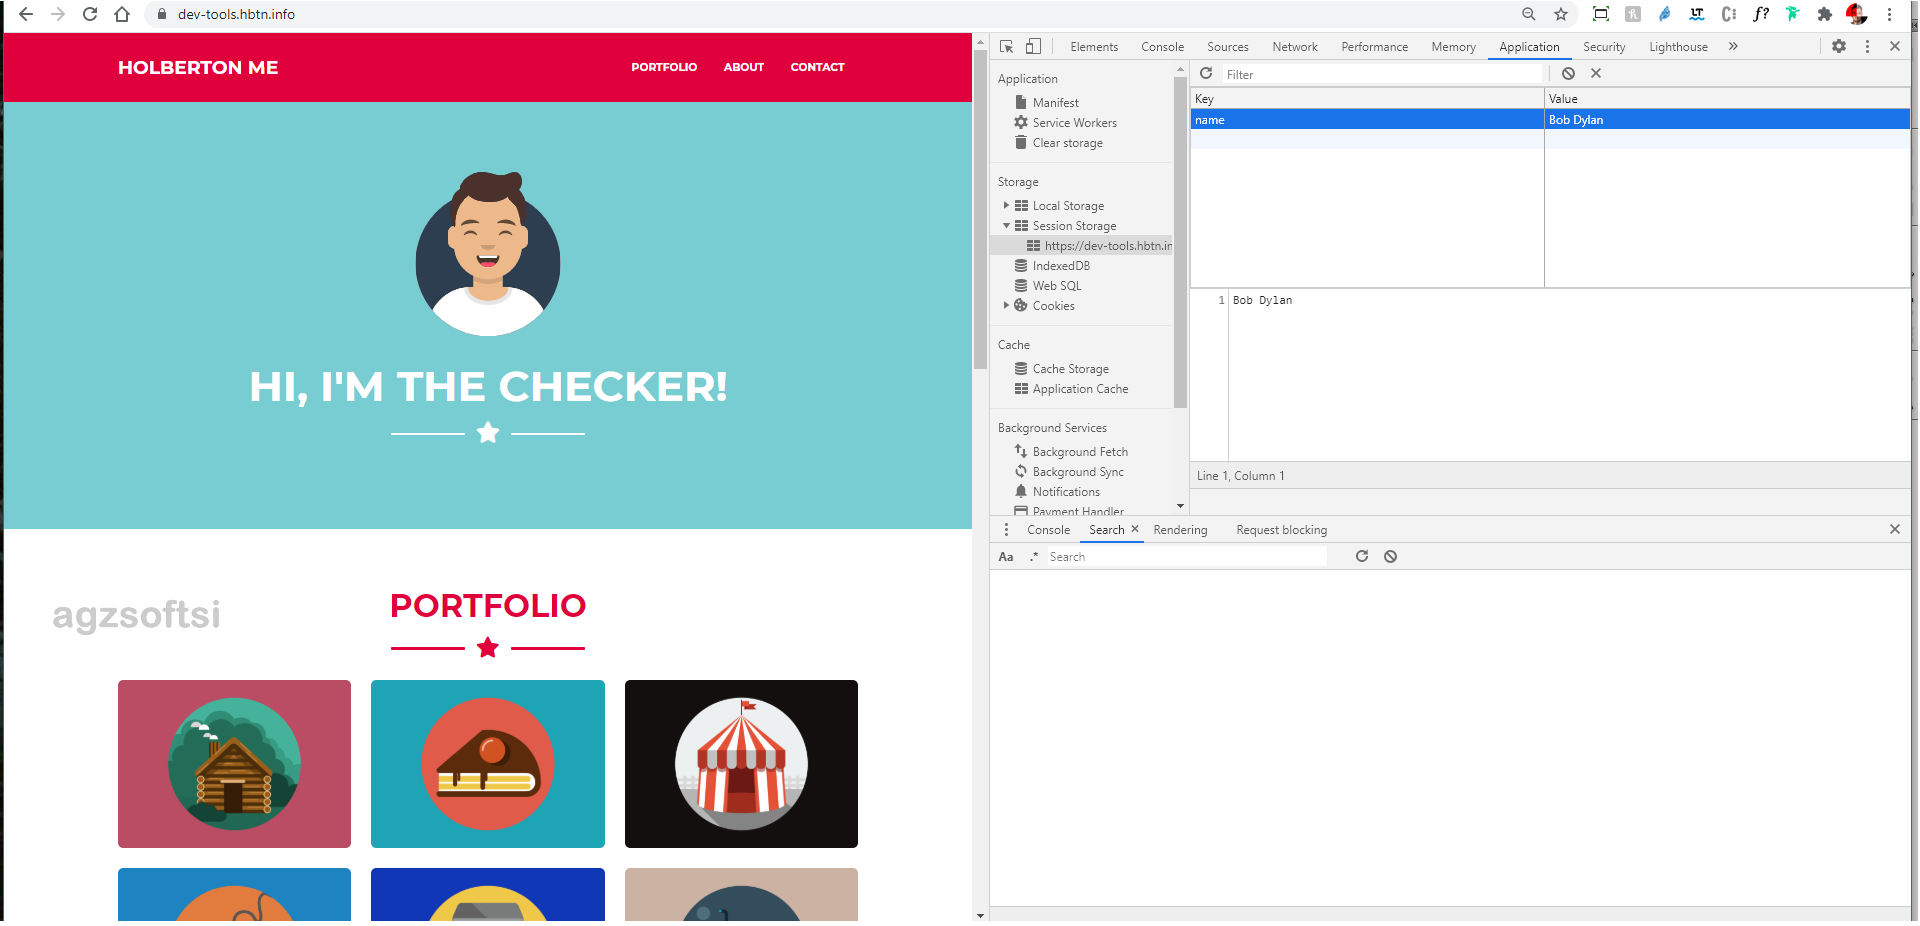 dev-tools.hbtn.info
HOLBERTON ME
PORTFOLIO ABOUT CONTACT
HI, I'M THE CHECKER!
agzsoftsi
PORTFOLIO
Elements Console Sources Network Performance Memory Application Security Lighthouse »
Application
Manifest
Service Workers
Clear storage
Storage
Local Storage
Session Storage
https://dev-tools.hbtn.in
IndexedDB
Web SQL
Cookies
Cache
Cache Storage
Application Cache
Background Services
Background Fetch
Background Sync
Notifications
Payment Handler
Filter
Key Value
name Bob Dylan
1 Bob Dylan
Line 1, Column 1
Console Search Rendering Request blocking
Aa .* Search